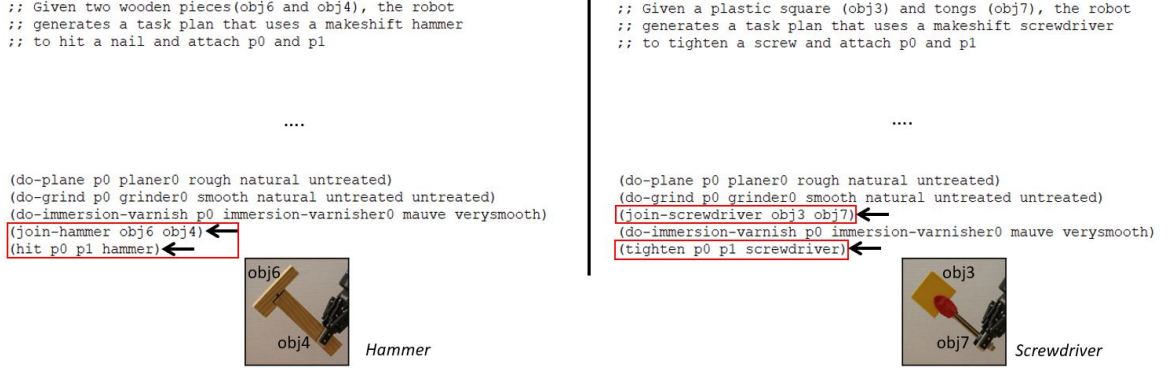 ;; Given two wooden pieces(obj6 and obj4), the robot
;; generates a task plan that uses a makeshift hammer
;; to hit a nail and attach p0 and p1
....
(do-plane p0 planer0 rough natural untreated)
(do-grind p0 grinder0 smooth natural untreated untreated)
(do-immersion-varnish p0 immersion-varnisher0 mauve verysmooth)
(join-hammer obj6 obj4)
(hit p0 p1 hammer)
obj6
obj4
Hammer
;; Given a plastic square (obj3) and tongs (obj7), the robot
;; generates a task plan that uses a makeshift screwdriver
;; to tighten a screw and attach p0 and p1
....
(do-plane p0 planer0 rough natural untreated)
(do-grind p0 grinder0 smooth natural untreated untreated)
(join-screwdriver obj3 obj7)
(do-immersion-varnish p0 immersion-varnisher0 mauve verysmooth)
(tighten p0 p1 screwdriver)
obj3
obj7
Screwdriver